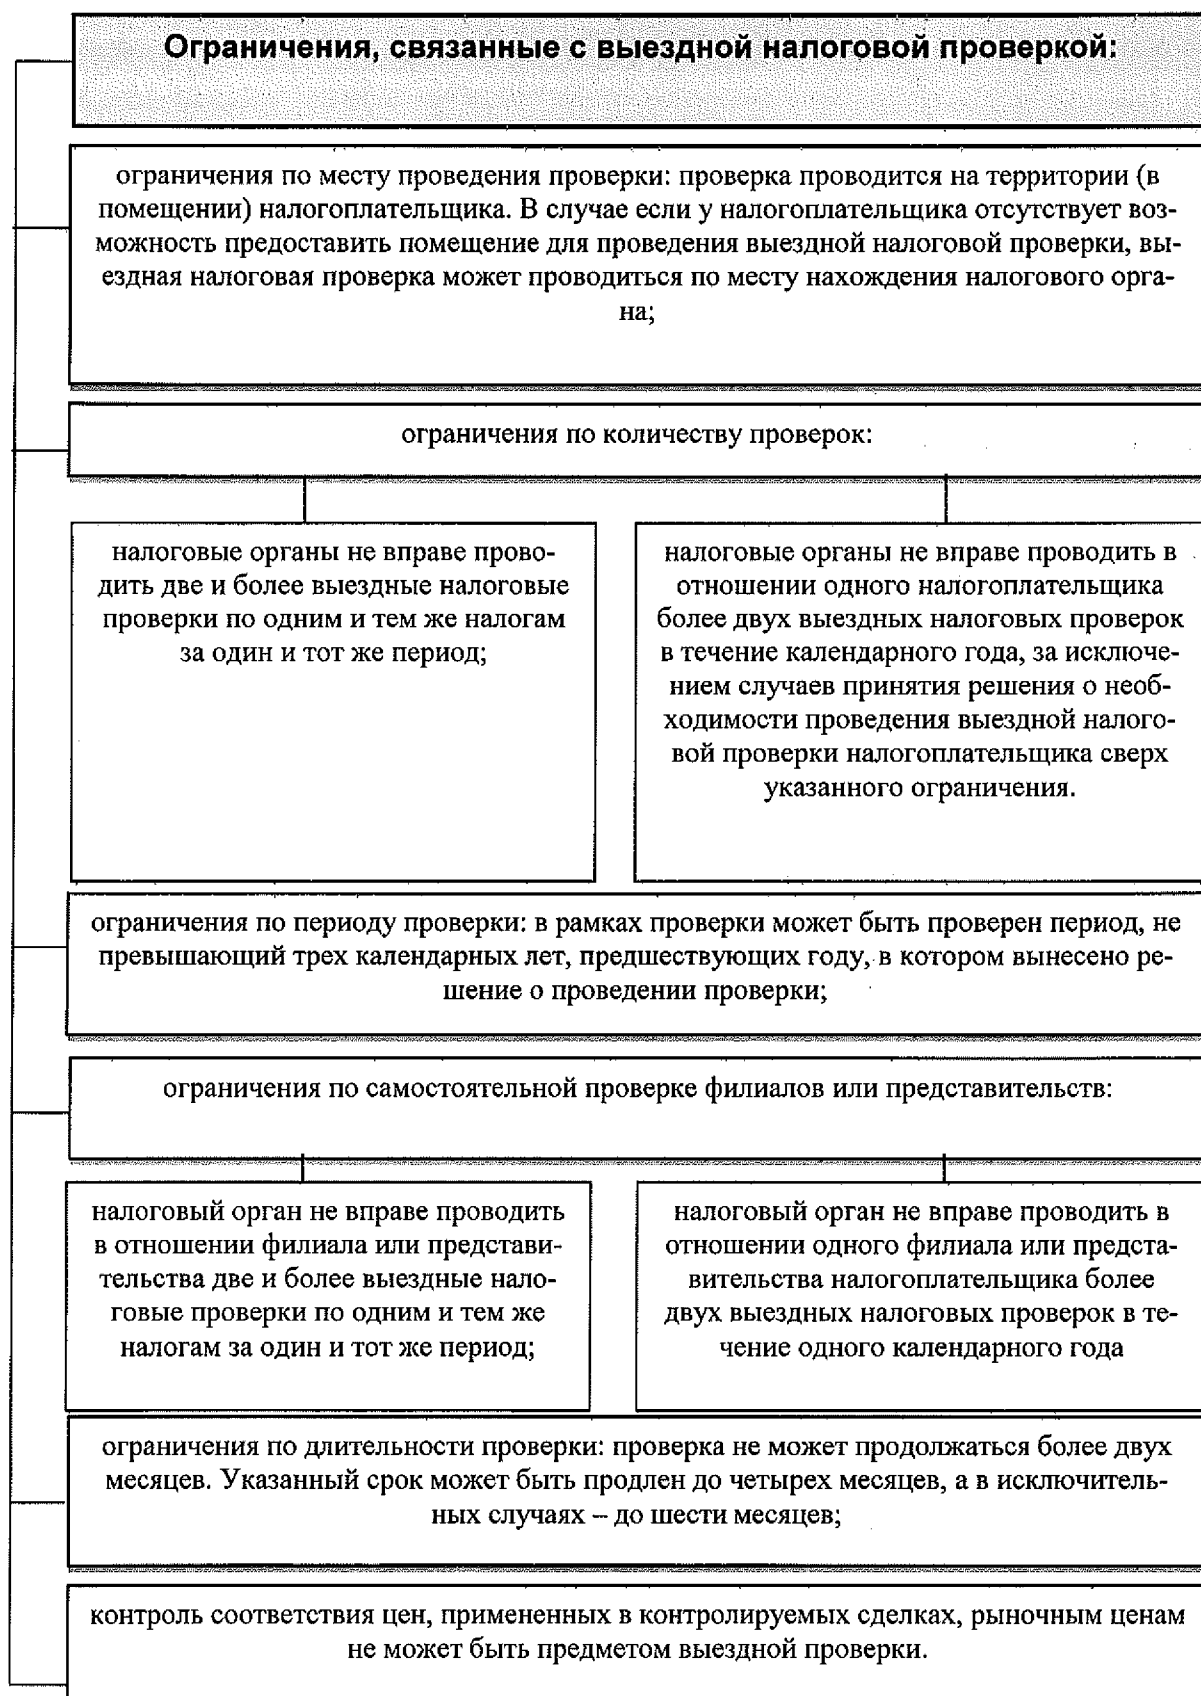 Ограничения, связанные с выездной налоговой проверкой:
ограничения по месту проведения проверки: проверка проводится на территории (в
помещении) налогоплательщика. В случае если у налогоплательщика отсутствует воз-
можность предоставить помещение для проведения выездной налоговой проверки, вы-
ездная налоговая проверка может проводиться по месту нахождения налогового орга-
на;
ограничения по количеству проверок:
налоговые органы не вправе прово-
дить две и более выездные налоговые
проверки по одним и тем же налогам
за один и тот же период;
налоговые органы не вправе проводить в
отношении одного налогоплательщика
более двух выездных налоговых проверок
в течение календарного года, за исключе-
нием случаев принятия решения о необ-
ходимости проведения выездной налого-
вой проверки налогоплательщика сверх
указанного ограничения.
ограничения по периоду проверки: в рамках проверки может быть проверен период, не
превышающий трех календарных лет, предшествующих году, в котором вынесено ре-
шение о проведении проверки;
ограничения по самостоятельной проверке филиалов или представительств:
налоговый орган не вправе проводить
в отношении филиала или представи-
тельства две и более выездные нало-
говые проверки по одним и тем же
налогам за один и тот же период;
налоговый орган не вправе проводить в
отношении одного филиала или предста-
вительства налогоплательщика более
двух выездных налоговых проверок в те-
чение одного календарного года
ограничения по длительности проверки: проверка не может продолжаться более двух
месяцев. Указанный срок может быть продлен до четырех месяцев, а в исключитель-
ных случаях – до шести месяцев;
контроль соответствия цен, примененных в контролируемых сделках, рыночным ценам
не может быть предметом выездной проверки.